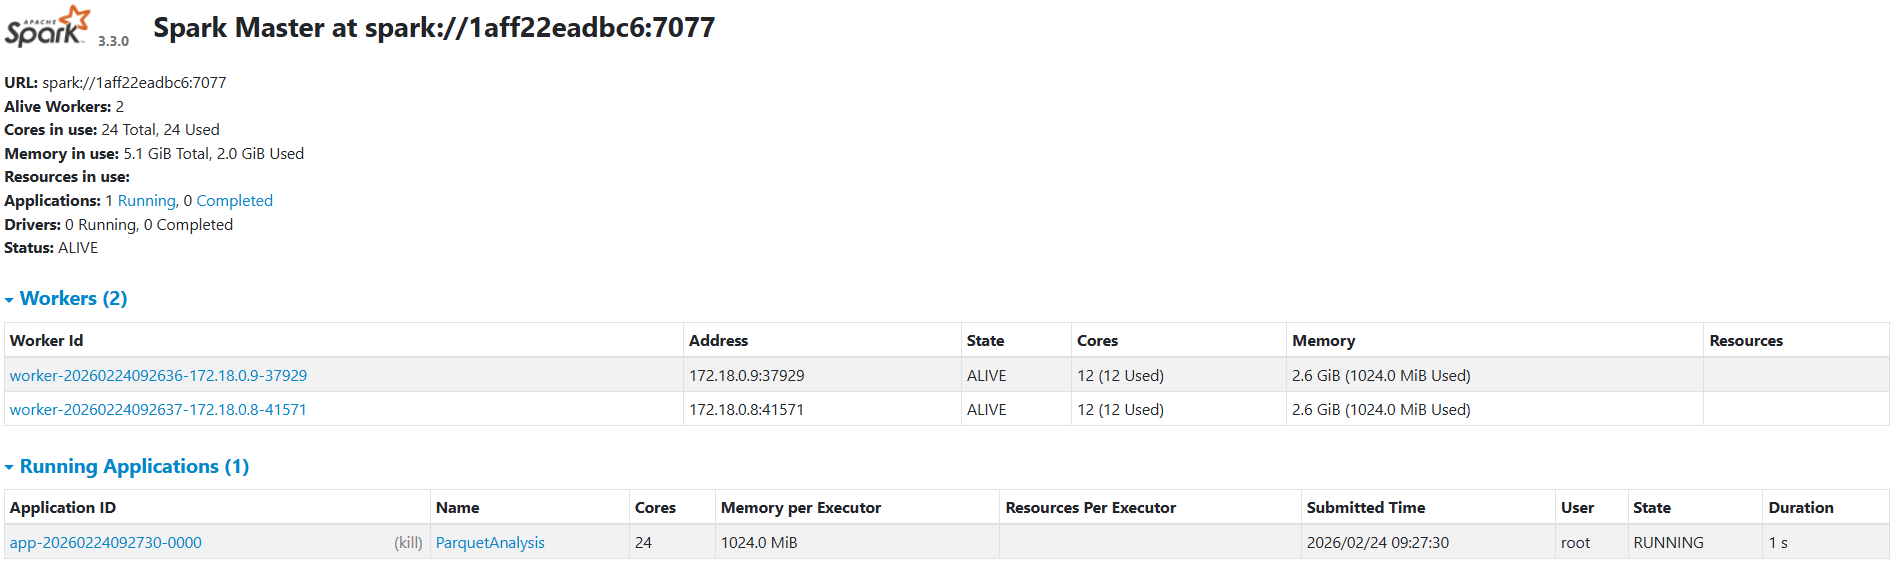 APACHE
Spark 3.3.0 Spark Master at spark://1aff22eadbc6:7077
URL: spark://1aff22eadbc6:7077
Alive Workers: 2
Cores in use: 24 Total, 24 Used
Memory in use: 5.1 GiB Total, 2.0 GiB Used
Resources in use:
Applications: 1 Running, 0 Completed
Drivers: 0 Running, 0 Completed
Status: ALIVE
Workers (2)
Worker Id Address State Cores Memory Resources
worker-20260224092636-172.18.0.9-37929 172.18.0.9:37929 ALIVE 12 (12 Used) 2.6 GiB (1024.0 MiB Used)
worker-20260224092637-172.18.0.8-41571 172.18.0.8:41571 ALIVE 12 (12 Used) 2.6 GiB (1024.0 MiB Used)
Running Applications (1)
Application ID Name Cores Memory per Executor Resources Per Executor Submitted Time User State Duration
app-20260224092730-0000 (kill) ParquetAnalysis 24 1024.0 MiB 2026/02/24 09:27:30 root RUNNING 1 s